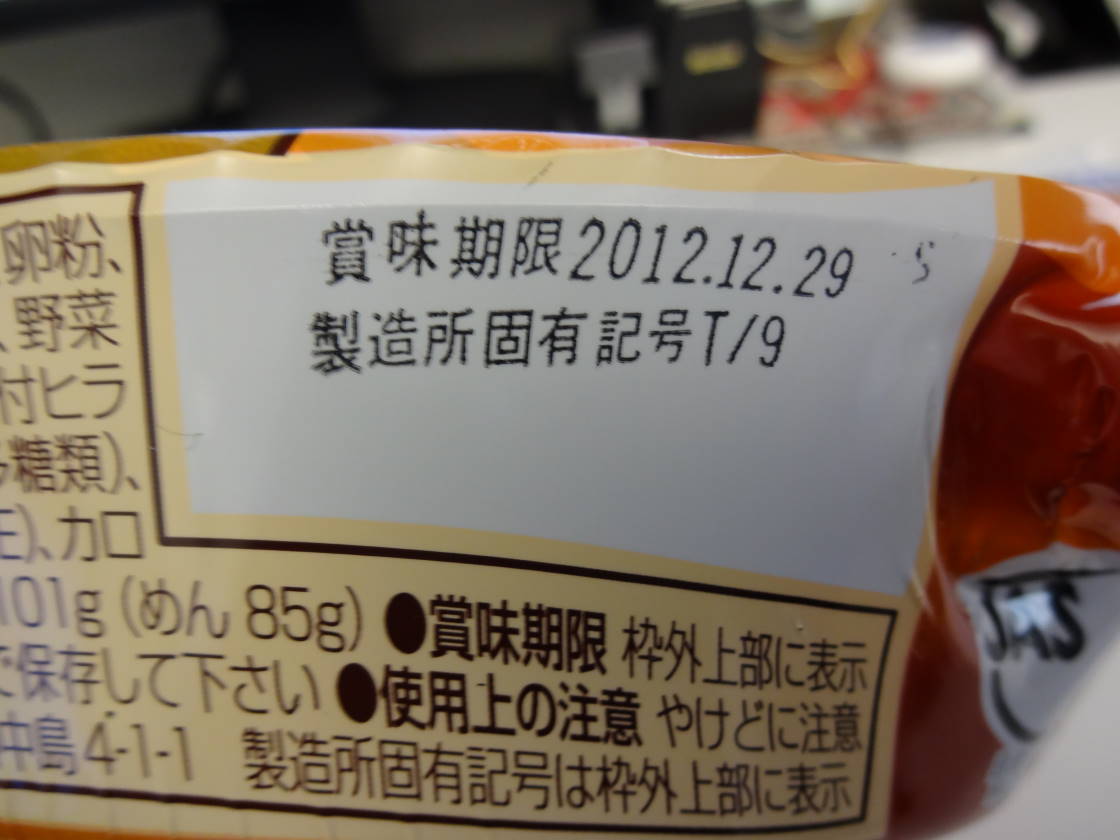 賞味期限2012.12.29
製造所固有記号T/9
卵粉、
、野菜
付ヒラ
糖類)、
E)、カロ
101g (めん 85g) ●賞味期限 枠外上部に表示
で保存して下さい ●使用上の注意 やけどに注意
中島4-1-1 製造所固有記号は枠外上部に表示
JAS